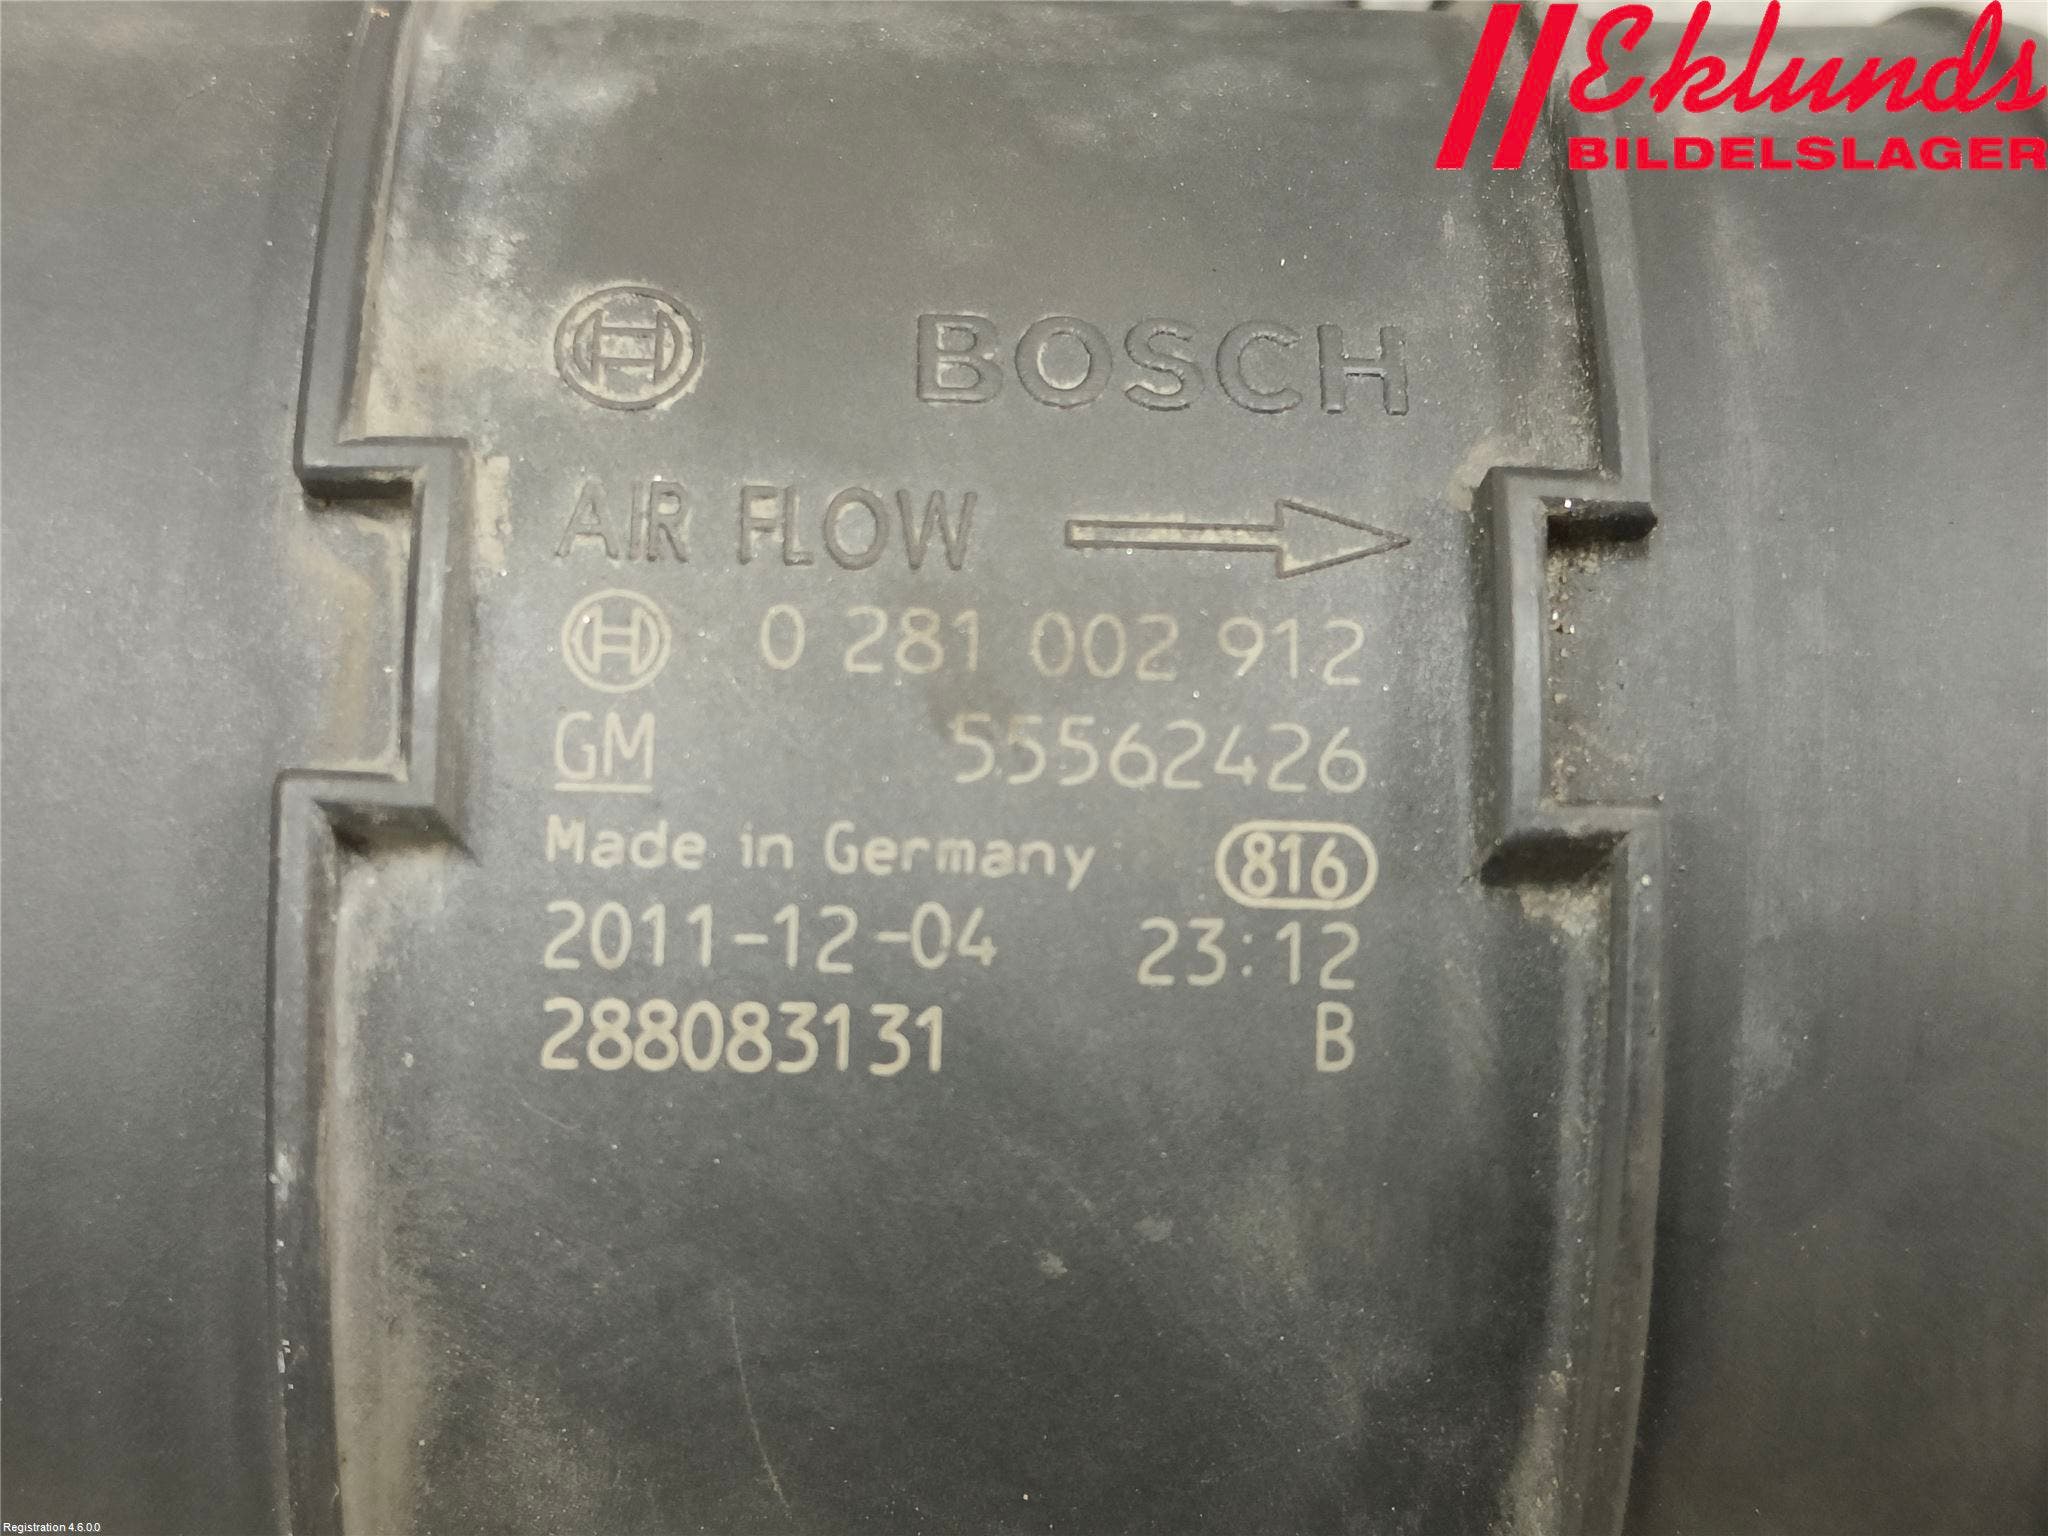 Eklunds
BILDELSLAGER
BOSCH
AIR FLOW
0 281 002 912
GM 55562426
Made in Germany 816
2011-12-04 23:12
288083131 B
Registration 4.6.0.0